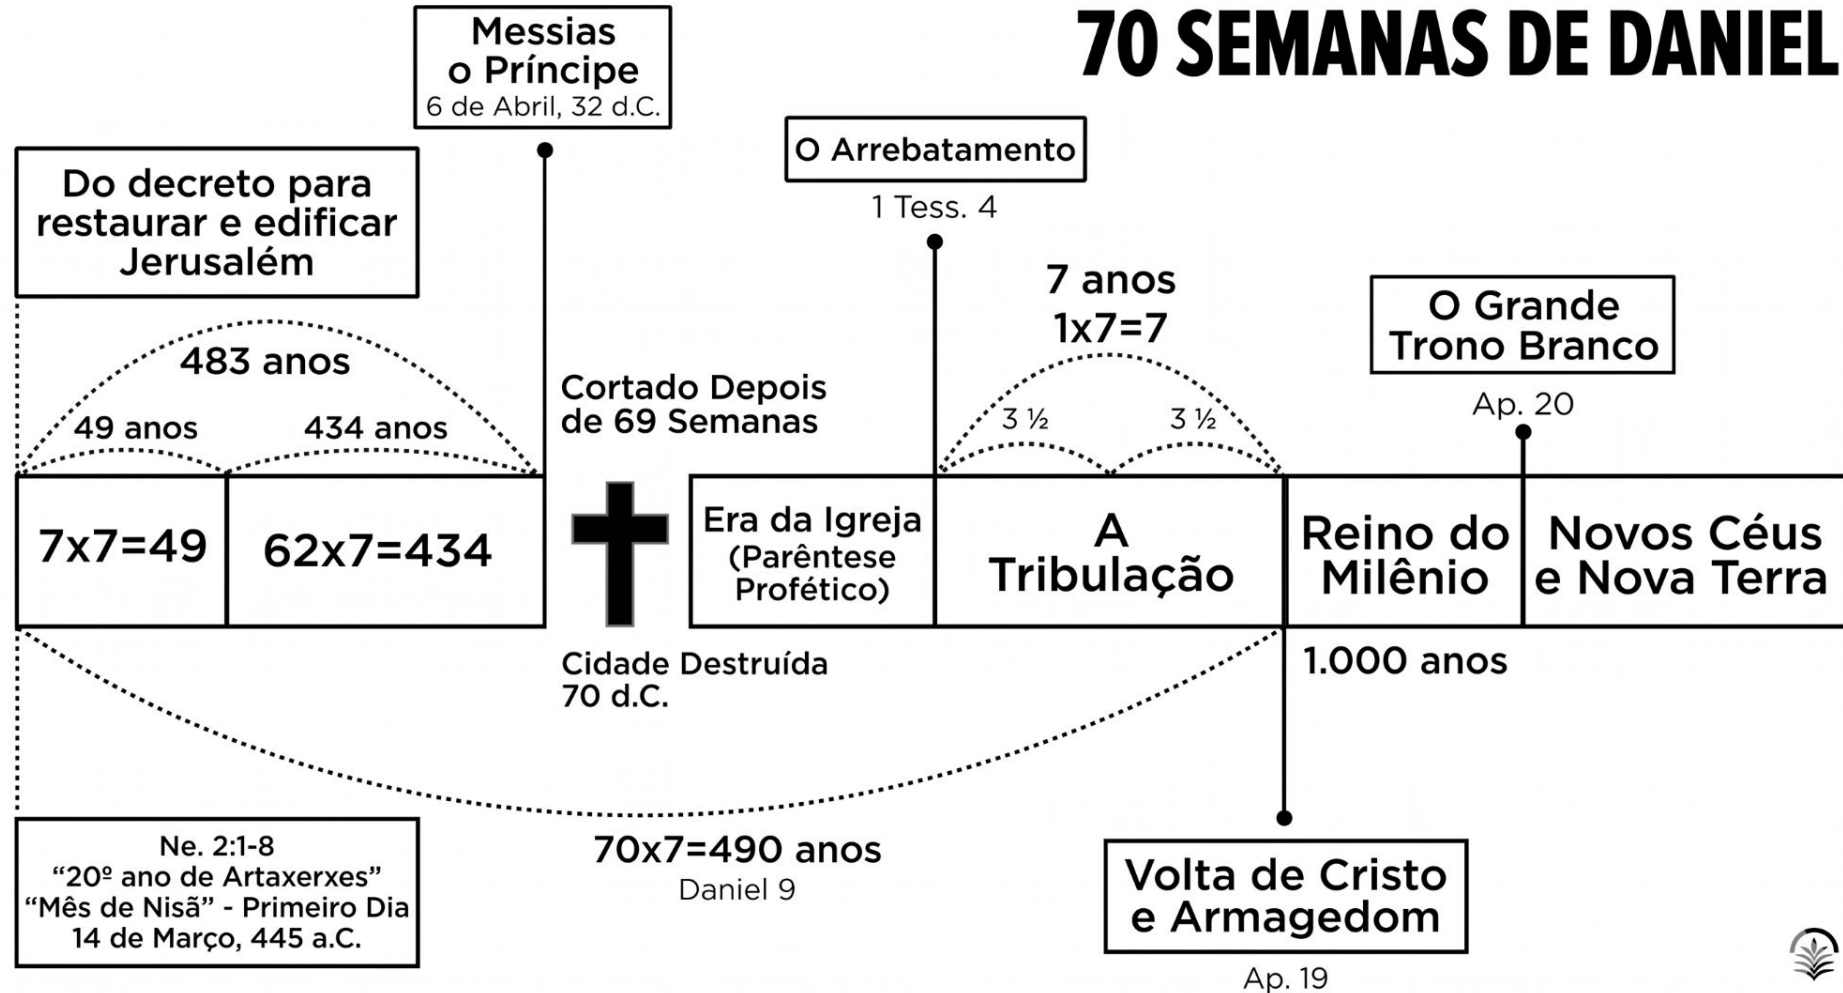 70 SEMANAS DE DANIEL
Messias
o Príncipe
6 de Abril, 32 d.C.
Do decreto para
restaurar e edificar
Jerusalém
O Arrebatamento
1 Tess. 4
7 anos
1x7=7
3 ½
3 ½
O Grande
Trono Branco
Ap. 20
483 anos
49 anos
434 anos
Cortado Depois
de 69 Semanas
7x7=49
62x7=434
Era da Igreja
(Parêntese
Profético)
A
Tribulação
Reino do
Milênio
Novos Céus
e Nova Terra
Cidade Destruída
70 d.C.
1.000 anos
Ne. 2:1-8
“20º ano de Artaxerxes”
“Mês de Nisã” - Primeiro Dia
14 de Março, 445 a.C.
70x7=490 anos
Daniel 9
Volta de Cristo
e Armagedom
Ap. 19